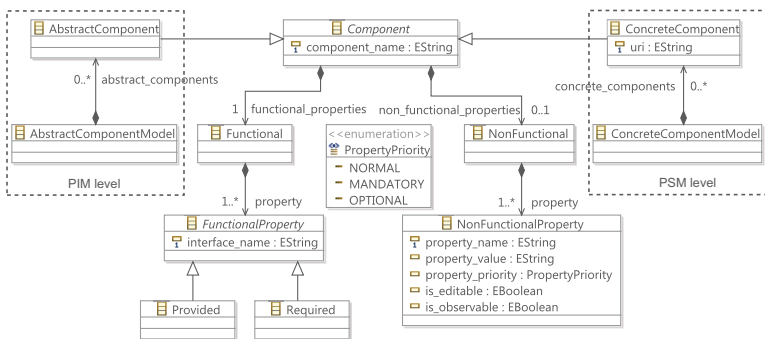 AbstractComponent
Component
component_name : EString
ConcreteComponent
uri : EString
0..*
abstract_components
1
functional_properties
non_functional_properties
0..1
concrete_components
0..*
AbstractComponentModel
Functional
<<enumeration>>
PropertyPriority
NORMAL
MANDATORY
OPTIONAL
NonFunctional
ConcreteComponentModel
PIM level
PSM level
1..*
property
1..*
property
FunctionalProperty
interface_name : EString
NonFunctionalProperty
property_name : EString
property_value : EString
property_priority : PropertyPriority
is_editable : EBoolean
is_observable : EBoolean
Provided
Required